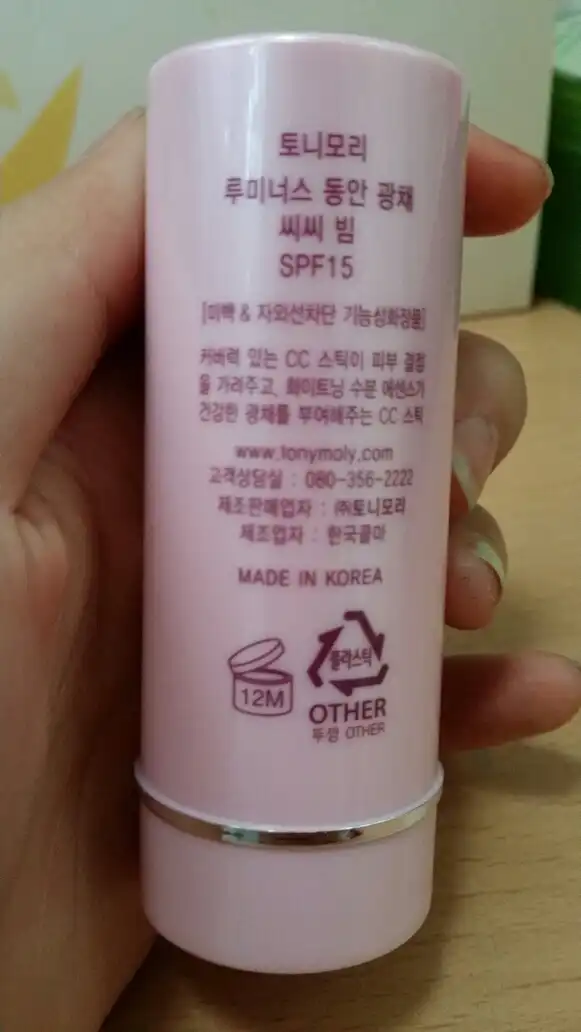 토니모리
루미너스 동안 광채
씨씨 빔
SPF15
[미백 & 자외선차단 기능성화장품]
커버력 있는 CC 스틱이 피부 결점
을 가려주고, 화이트닝 수분 에센스가
건강한 광채를 부여해주는 CC 스틱
www.tonymoly.com
고객상담실 : 080-356-2222
제조판매업자 : ㈜토니모리
제조업자 : 한국콜마
MADE IN KOREA
플라스틱
12M
OTHER
뚜껑 OTHER